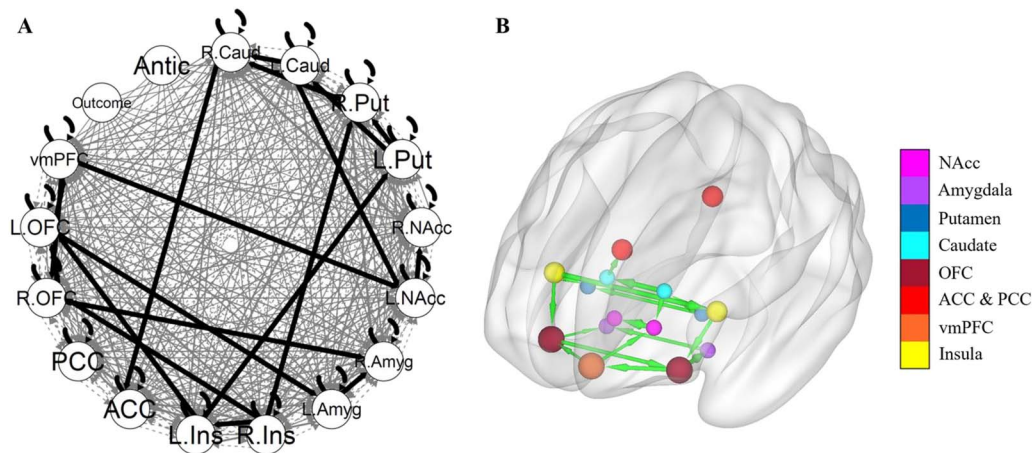 A
R.Caud
L.Caud
Antic
R.Put
Outcome
L.Put
vmPFC
R.NAcc
L.OFC
L.NAcc
R.OFC
R.Amyg
PCC
L.Amyg
ACC
L.Ins
R.Ins
B
NAcc
Amygdala
Putamen
Caudate
OFC
ACC & PCC
vmPFC
Insula